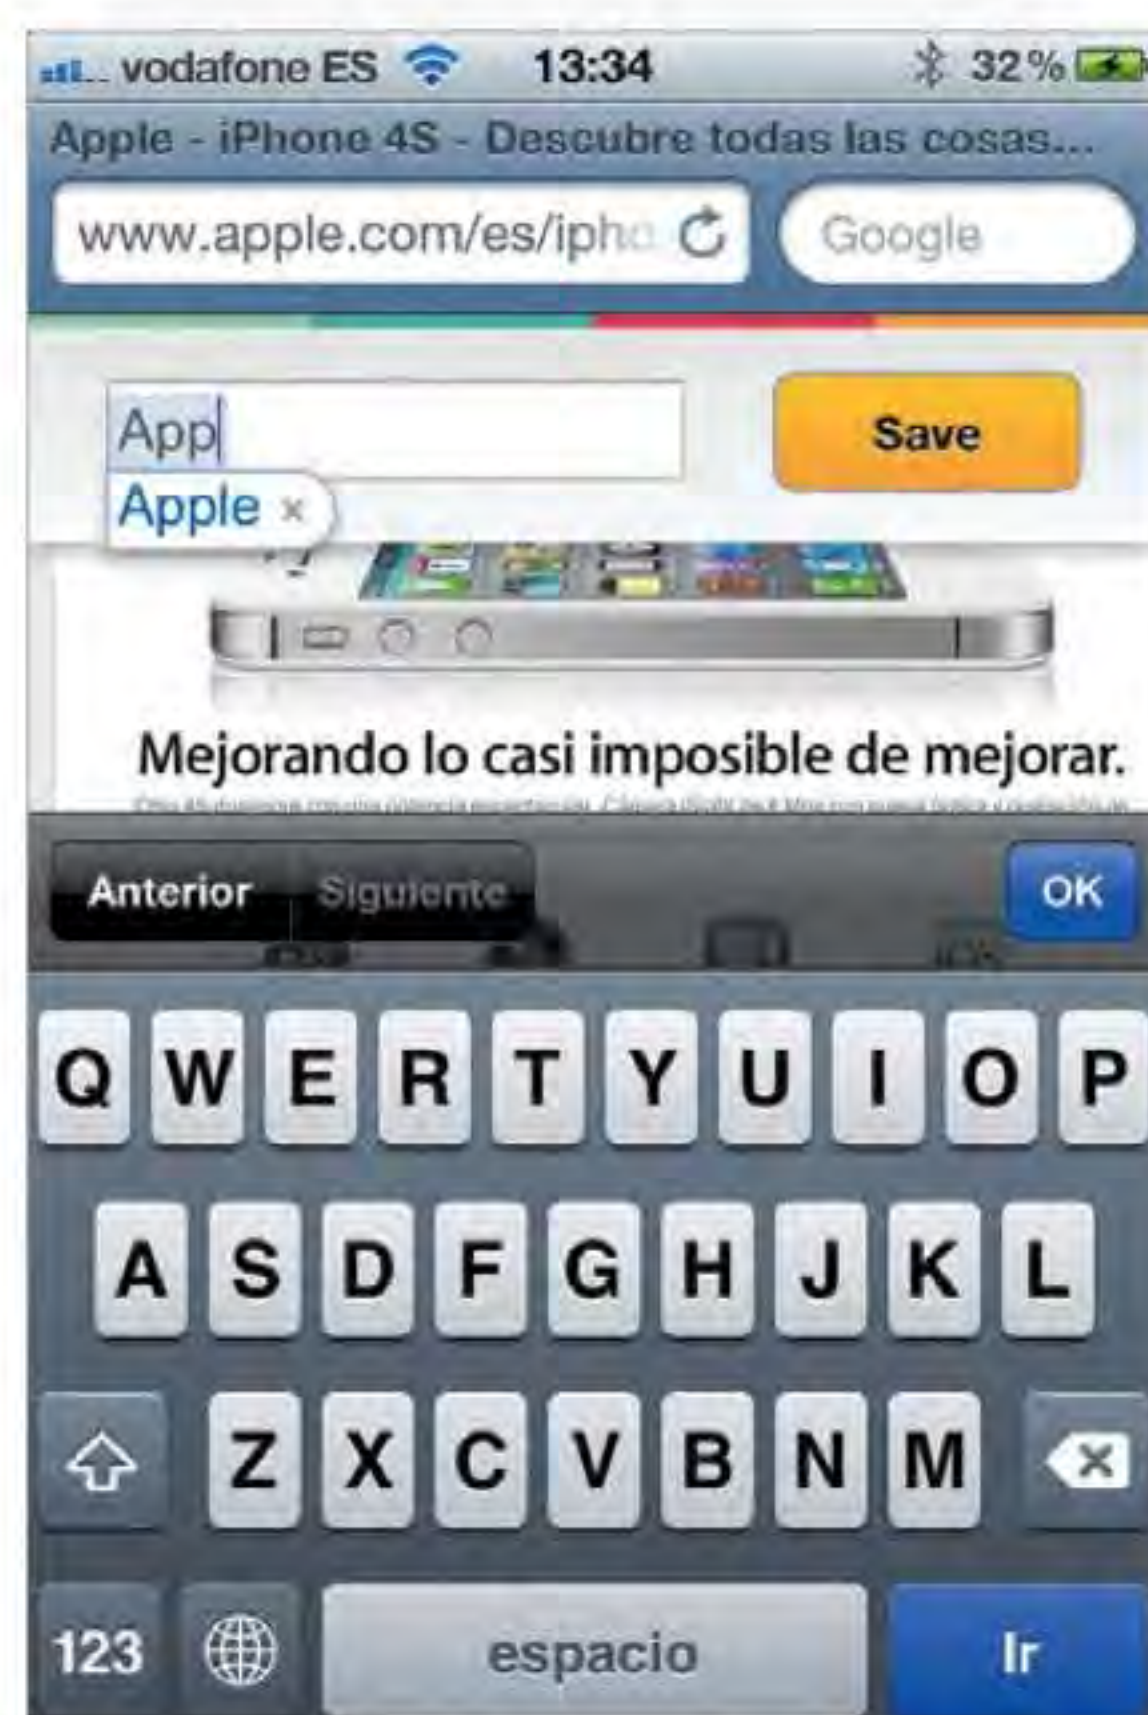 vodafone ES 13:34 32%
Apple - iPhone 4S - Descubre todas las cosas...
www.apple.com/es/ipho Google
App Save
Apple ×
Mejorando lo casi imposible de mejorar.
Anterior Siguiente OK
Q W E R T Y U I O P
A S D F G H J K L
Z X C V B N M
123 espacio Ir